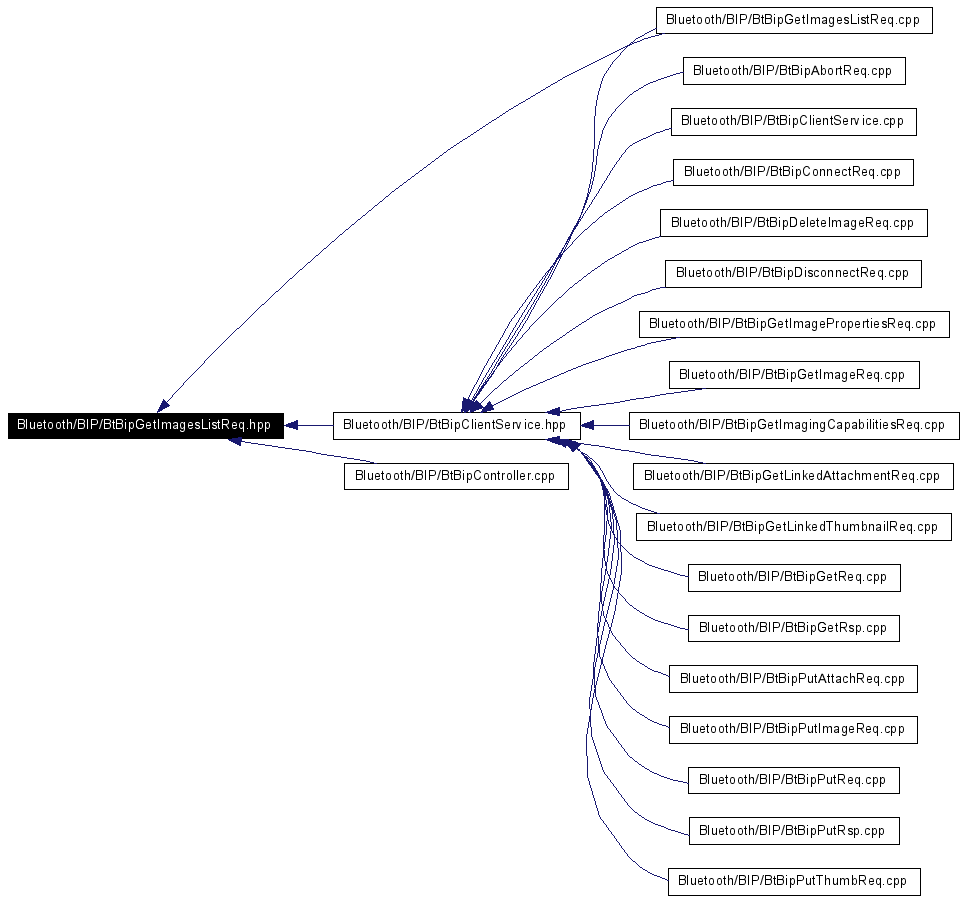 Bluetooth/BIP/BtBipGetImagesListReq.cpp
Bluetooth/BIP/BtBipAbortReq.cpp
Bluetooth/BIP/BtBipClientService.cpp
Bluetooth/BIP/BtBipConnectReq.cpp
Bluetooth/BIP/BtBipDeleteImageReq.cpp
Bluetooth/BIP/BtBipDisconnectReq.cpp
Bluetooth/BIP/BtBipGetImagePropertiesReq.cpp
Bluetooth/BIP/BtBipGetImageReq.cpp
Bluetooth/BIP/BtBipGetImagesListReq.hpp
Bluetooth/BIP/BtBipClientService.hpp
Bluetooth/BIP/BtBipGetImagingCapabilitiesReq.cpp
Bluetooth/BIP/BtBipController.cpp
Bluetooth/BIP/BtBipGetLinkedAttachmentReq.cpp
Bluetooth/BIP/BtBipGetLinkedThumbnailReq.cpp
Bluetooth/BIP/BtBipGetReq.cpp
Bluetooth/BIP/BtBipGetRsp.cpp
Bluetooth/BIP/BtBipPutAttachReq.cpp
Bluetooth/BIP/BtBipPutImageReq.cpp
Bluetooth/BIP/BtBipPutReq.cpp
Bluetooth/BIP/BtBipPutRsp.cpp
Bluetooth/BIP/BtBipPutThumbReq.cpp